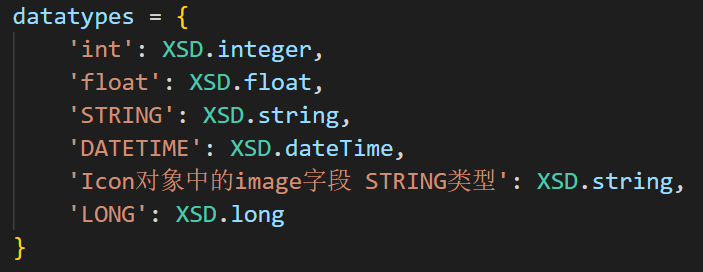 datatypes = {
    'int': XSD.integer,
    'float': XSD.float,
    'STRING': XSD.string,
    'DATETIME': XSD.dateTime,
    'Icon对象中的image字段 STRING类型': XSD.string,
    'LONG': XSD.long
}